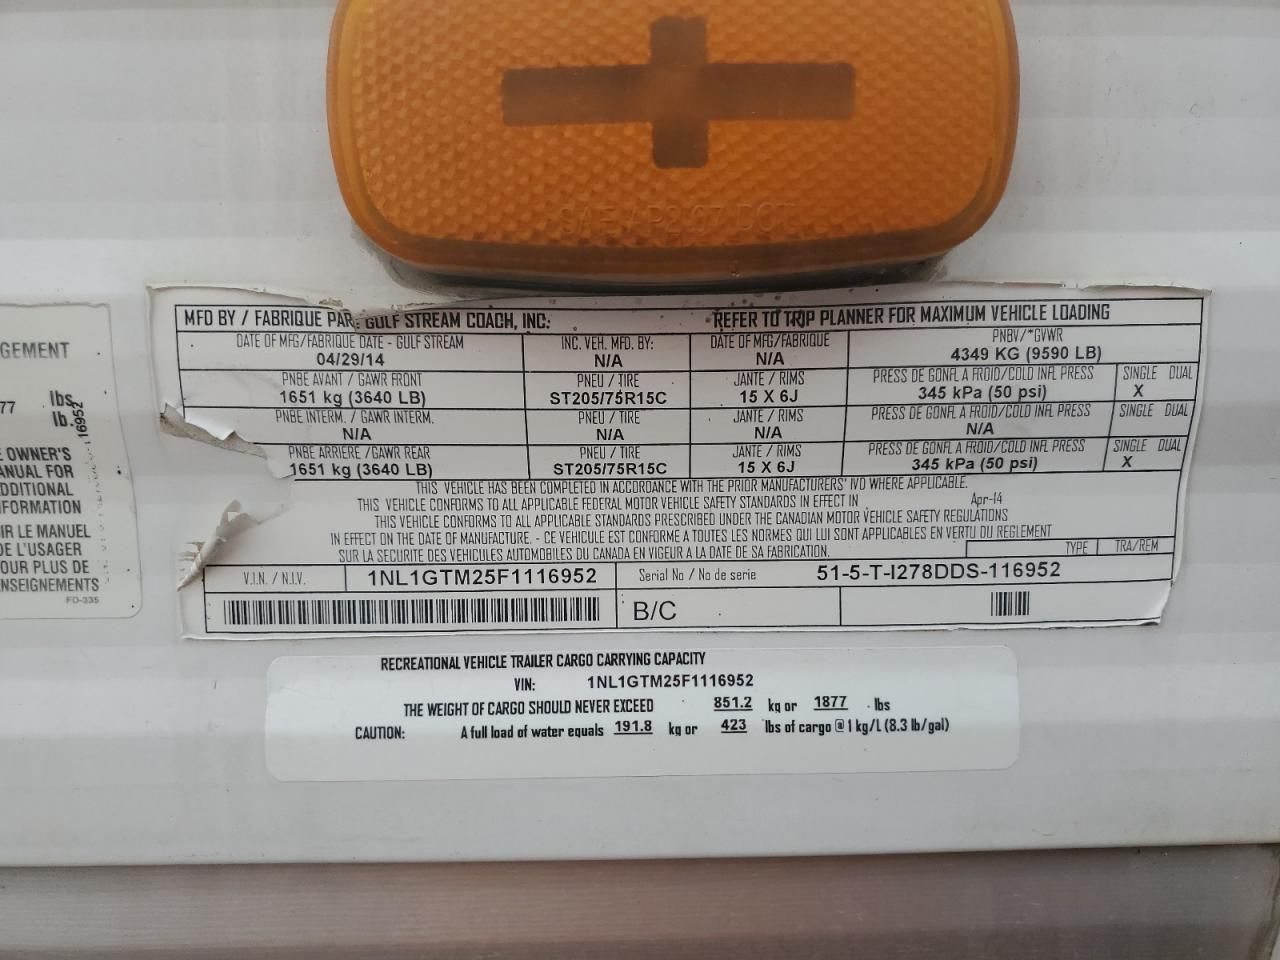 SAE AP2 07 DOT
GEMENT
77 lbs
lb.
16952
E OWNER'S
ANUAL FOR
DDITIONAL
FORMATION
IR LE MANUEL
DE L'USAGER
OUR PLUS DE
NSEIGNEMENTS
FD-335
MFD BY / FABRIQUE PAR: GULF STREAM COACH, INC. REFER TO TRIP PLANNER FOR MAXIMUM VEHICLE LOADING
DATE OF MFG/FABRIQUE DATE - GULF STREAM INC. VEH. MFD. BY: DATE OF MFG/FABRIQUE PNBV/*GVWR
04/29/14 N/A N/A 4349 KG (9590 LB)
PNBE AVANT / GAWR FRONT PNEU / TIRE JANTE / RIMS PRESS DE GONFL A FROID/COLD INFL PRESS SINGLE DUAL
1651 kg (3640 LB) ST205/75R15C 15 X 6J 345 kPa (50 psi) X
PNBE INTERM. / GAWR INTERM. PNEU / TIRE JANTE / RIMS PRESS DE GONFL A FROID/COLD INFL PRESS SINGLE DUAL
N/A N/A N/A N/A
PNBE ARRIERE /GAWR REAR PNEU / TIRE JANTE / RIMS PRESS DE GONFL A FROID/COLD INFL PRESS SINGLE DUAL
1651 kg (3640 LB) ST205/75R15C 15 X 6J 345 kPa (50 psi) X
THIS VEHICLE HAS BEEN COMPLETED IN ACCORDANCE WITH THE PRIOR MANUFACTURERS' IVD WHERE APPLICABLE.
THIS VEHICLE CONFORMS TO ALL APPLICABLE FEDERAL MOTOR VEHICLE SAFETY STANDARDS IN EFFECT IN Apr-14
THIS VEHICLE CONFORMS TO ALL APPLICABLE STANDARDS PRESCRIBED UNDER THE CANADIAN MOTOR VEHICLE SAFETY REGULATIONS
IN EFFECT ON THE DATE OF MANUFACTURE. - CE VEHICULE EST CONFORME A TOUTES LES NORMES QUI LUI SONT APPLICABLES EN VERTU DU REGLEMENT
SUR LA SECURITE DES VEHICULES AUTOMOBILES DU CANADA EN VIGEUR A LA DATE DE SA FABRICATION. TYPE TRA/REM
V.I.N. / N.I.V. 1NL1GTM25F1116952 Serial No / No de serie 51-5-T-I278DDS-116952
B/C
RECREATIONAL VEHICLE TRAILER CARGO CARRYING CAPACITY
VIN: 1NL1GTM25F1116952
THE WEIGHT OF CARGO SHOULD NEVER EXCEED 851.2 kg or 1877 lbs
CAUTION: A full load of water equals 191.8 kg or 423 lbs of cargo @ 1 kg/L (8.3 lb/gal)